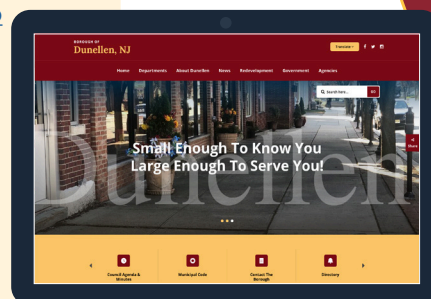 BOROUGH OF
Dunellen, NJ
Translate
Home Departments About Dunellen News Redevelopment Government Agencies
Search Here...
GO
Share
Dunellen
Small Enough To Know You
Large Enough To Serve You!
Council Agenda &
Minutes
Municipal Code
Contact The
Borough
Directory